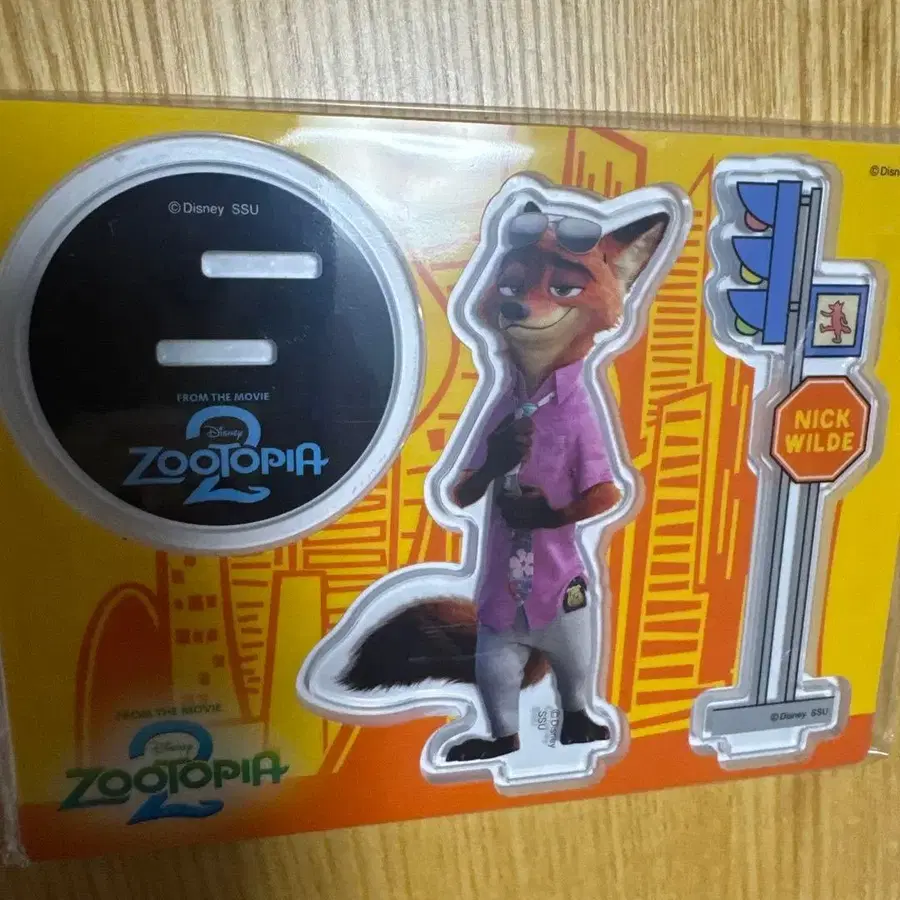 ©Disney SSU
FROM THE MOVIE
Disney
ZOOTOPIA
2
©Disney
SSU
NICK
WILDE
©Disney SSU
©Disn
FROM THE MOVIE
Disney
ZOOTOPIA
2